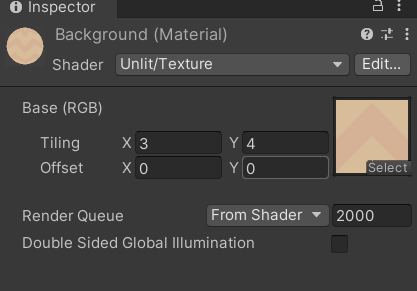 Inspector
Background (Material)
Shader Unlit/Texture Edit...
Base (RGB)
Tiling X 3 Y 4
Offset X 0 Y 0
Select
Render Queue From Shader 2000
Double Sided Global Illumination